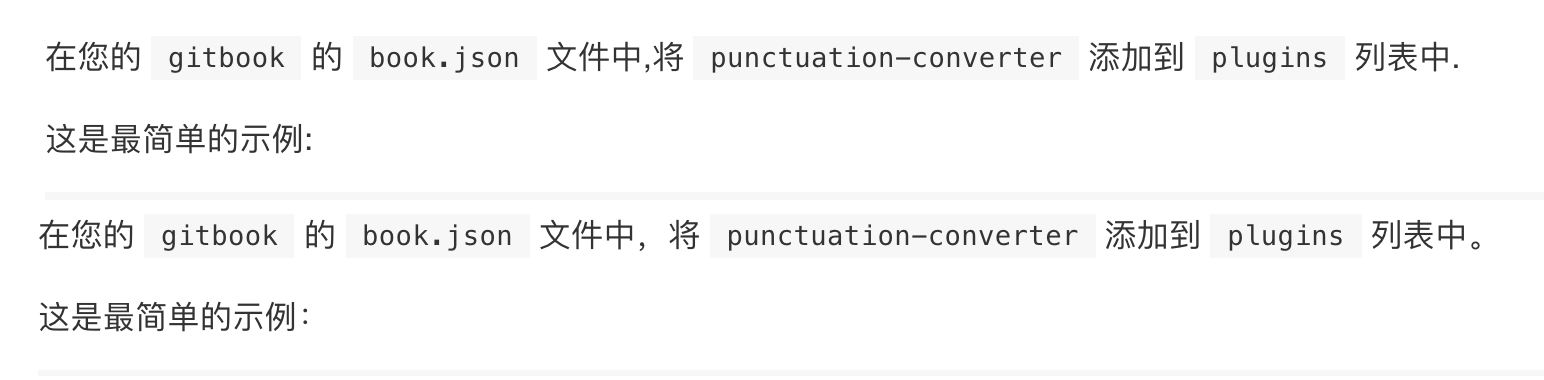 在您的 gitbook 的 book.json 文件中,将 punctuation-converter 添加到 plugins 列表中.
这是最简单的示例:
在您的 gitbook 的 book.json 文件中，将 punctuation-converter 添加到 plugins 列表中。
这是最简单的示例：